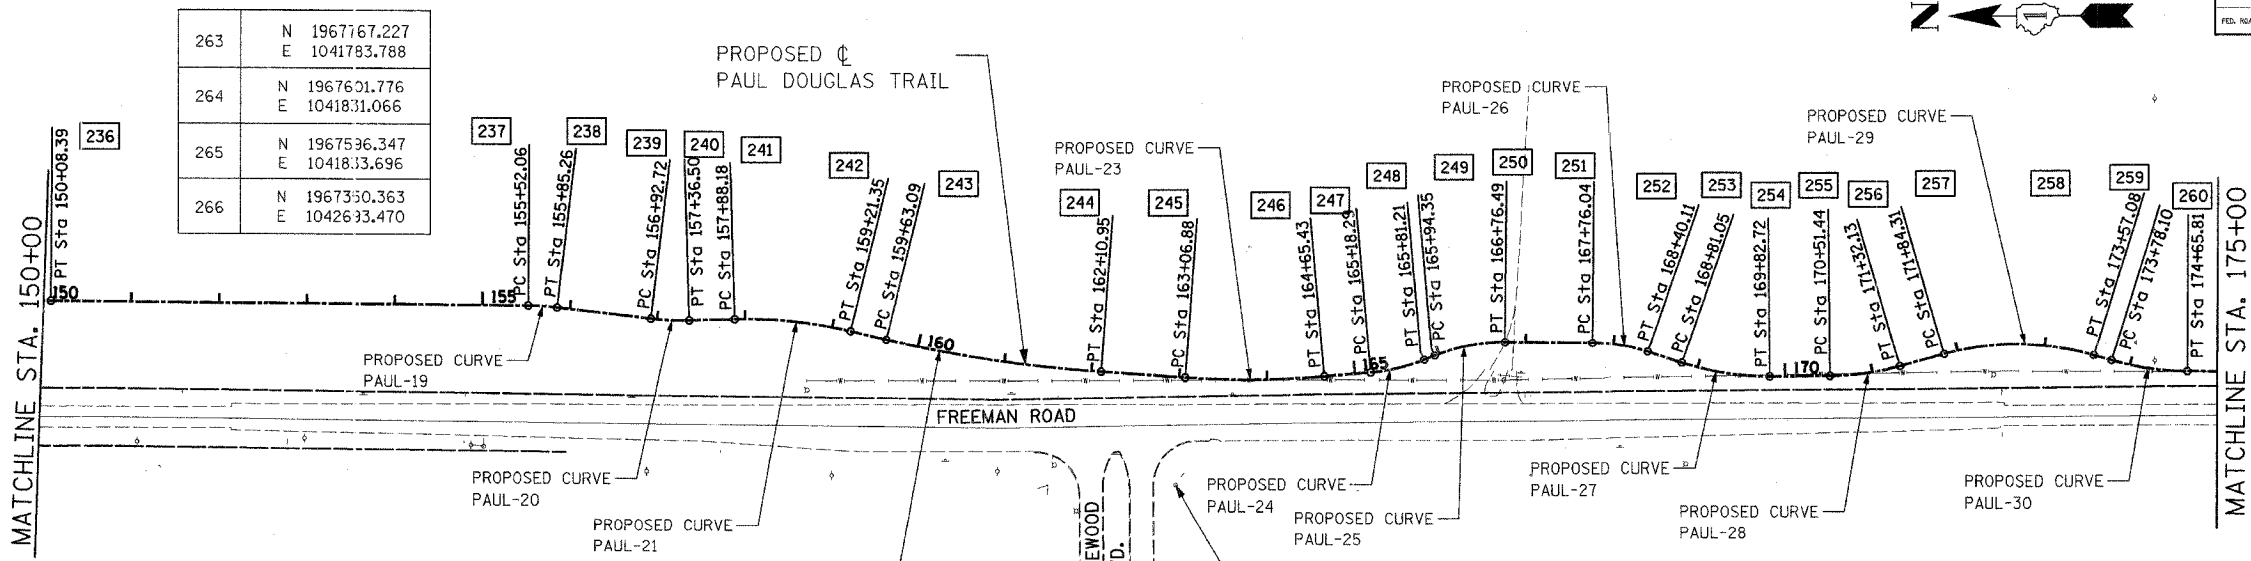 263 N 1967767.227
E 1041783.788
264 N 1967601.776
E 1041831.066
265 N 1967596.347
E 1041833.696
266 N 1967350.363
E 1042693.470
PROPOSED ℄
PAUL DOUGLAS TRAIL
N
FED. ROA
MATCHLINE STA. 150+00
236
PT Sta 150+08.39
237
PC Sta 155+52.06
238
PT Sta 155+85.26
239
PC Sta 156+92.72
240
PT Sta 157+36.50
241
PC Sta 157+88.18
242
PT Sta 159+21.35
243
PC Sta 159+63.09
244
PT Sta 162+10.95
245
PC Sta 163+06.88
246
PT Sta 164+65.43
247
PC Sta 165+18.29
248
PT Sta 165+81.21
249
PC Sta 165+94.35
250
PT Sta 166+76.49
251
PC Sta 167+76.04
252
PT Sta 168+40.11
253
PC Sta 168+81.05
254
PT Sta 169+82.72
255
PC Sta 170+51.44
256
PT Sta 171+32.13
257
PC Sta 171+84.31
258
259
PT Sta 173+57.08
PC Sta 173+78.10
260
PT Sta 174+65.81
MATCHLINE STA. 175+00
150
155
160
165
170
PROPOSED CURVE
PAUL-23
PROPOSED CURVE
PAUL-26
PROPOSED CURVE
PAUL-29
PROPOSED CURVE
PAUL-19
FREEMAN ROAD
PROPOSED CURVE
PAUL-20
PROPOSED CURVE
PAUL-21
EWOOD
D.
PROPOSED CURVE
PAUL-24
PROPOSED CURVE
PAUL-25
PROPOSED CURVE
PAUL-27
PROPOSED CURVE
PAUL-28
PROPOSED CURVE
PAUL-30